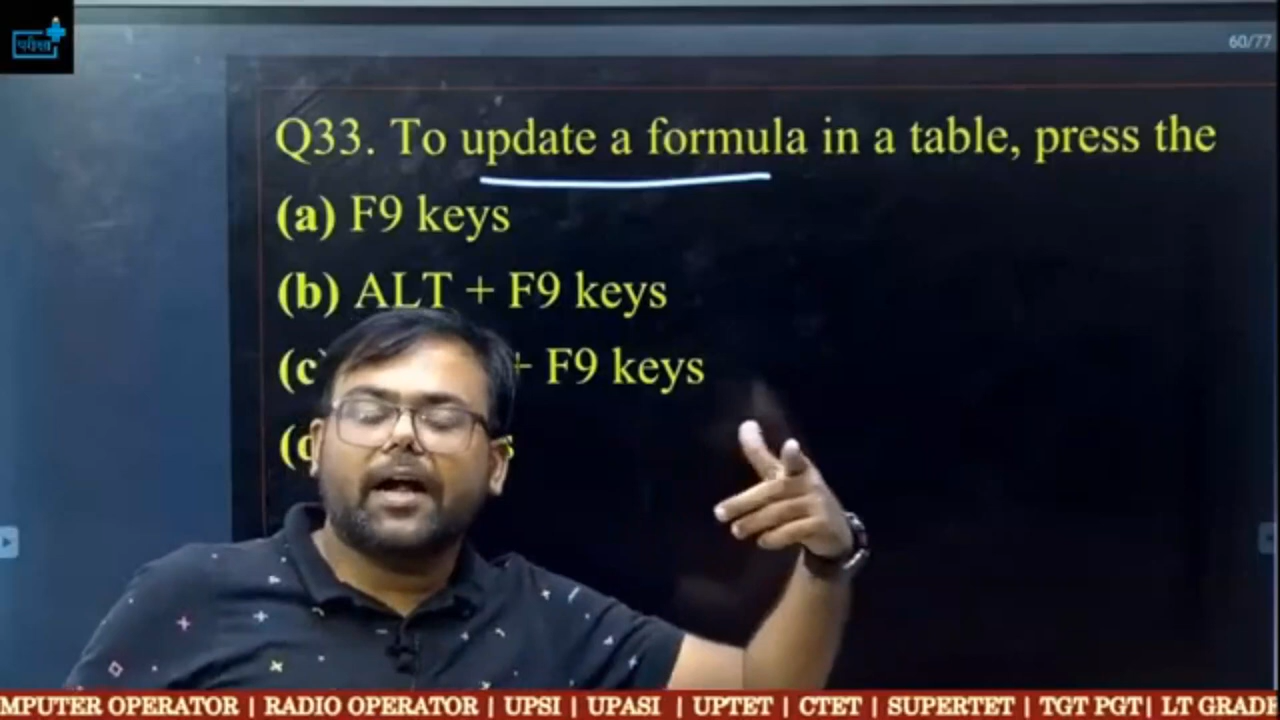 परीक्षा
60/77
Q33. To update a formula in a table, press the
(a) F9 keys
(b) ALT + F9 keys
(c + F9 keys
(d s
MPUTER OPERATOR | RADIO OPERATOR | UPSI | UPASI | UPTET | CTET | SUPERTET | TGT PGT | LT GRADE